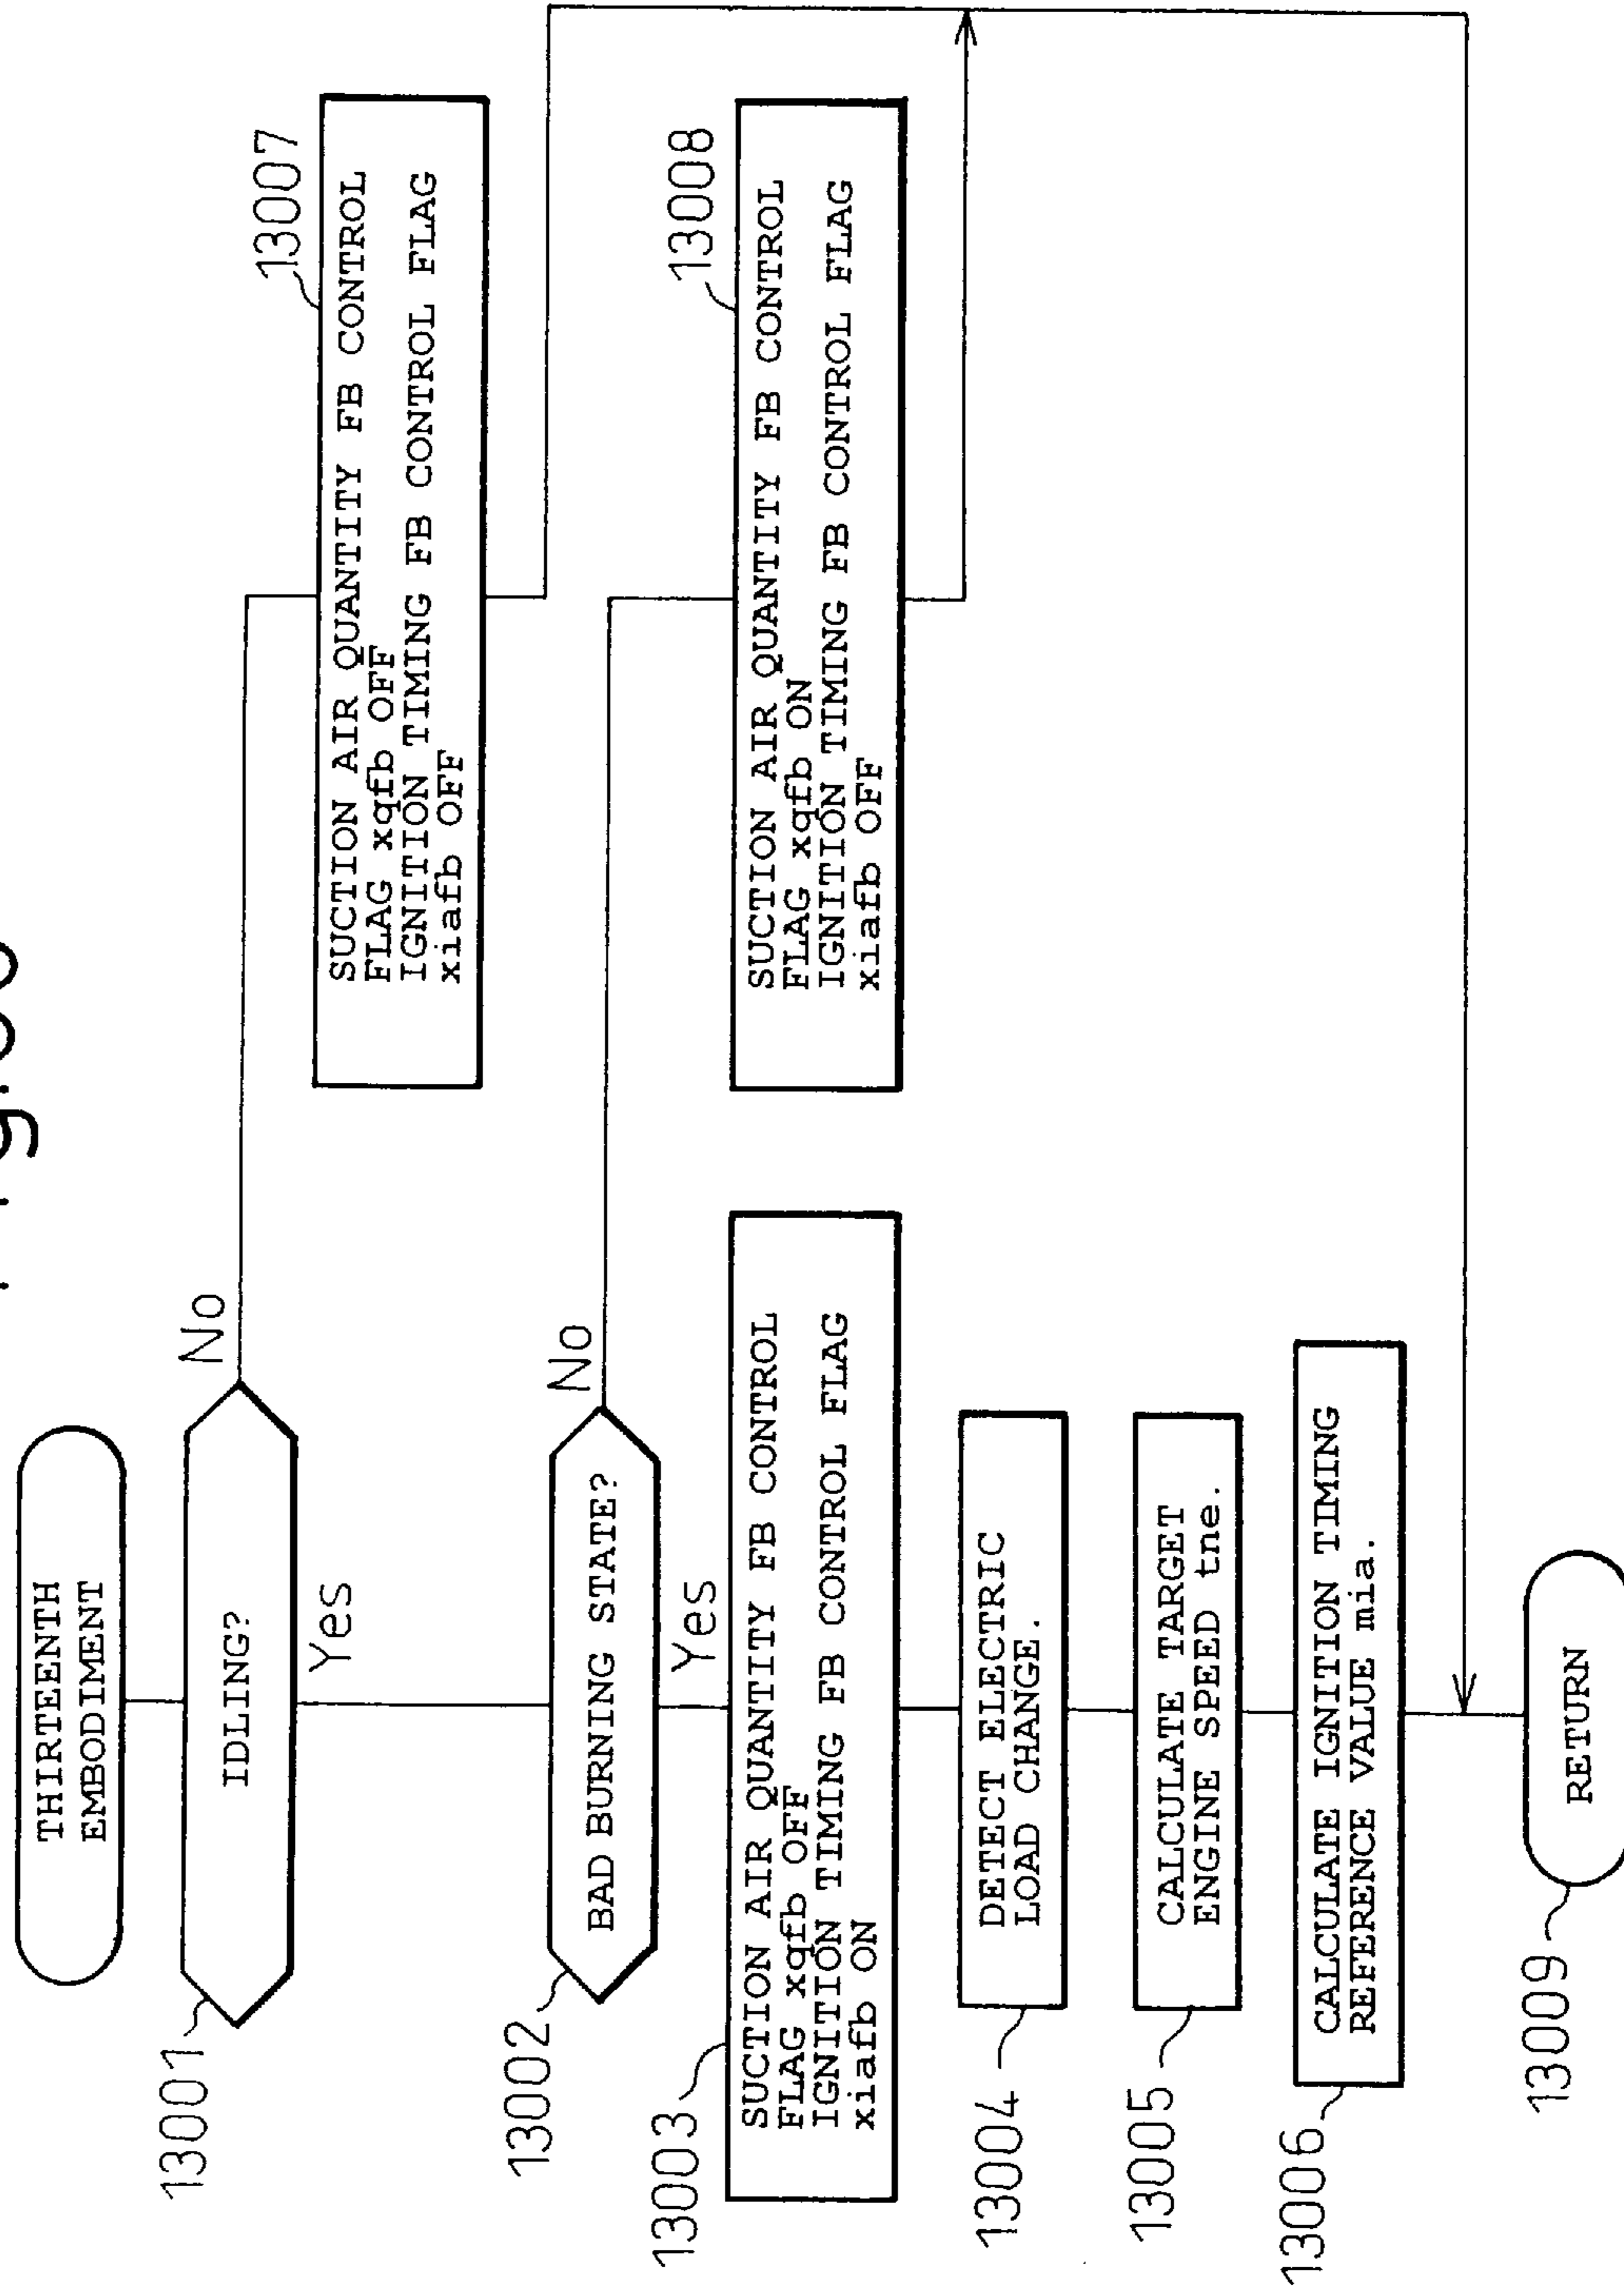 THIRTEENTH
EMBODIMENT
13001
IDLING?
No
Yes
13007
SUCTION AIR QUANTITY FB CONTROL
FLAG xqfb OFF
IGNITION TIMING FB CONTROL FLAG
xiafb OFF
13002
BAD BURNING STATE?
No
Yes
13008
SUCTION AIR QUANTITY FB CONTROL
FLAG xqfb ON
IGNITION TIMING FB CONTROL FLAG
xiafb OFF
13003
SUCTION AIR QUANTITY FB CONTROL
FLAG xqfb OFF
IGNITION TIMING FB CONTROL FLAG
xiafb ON
13004
DETECT ELECTRIC
LOAD CHANGE.
13005
CALCULATE TARGET
ENGINE SPEED tne.
13006
CALCULATE IGNITION TIMING
REFERENCE VALUE mia.
13009
RETURN